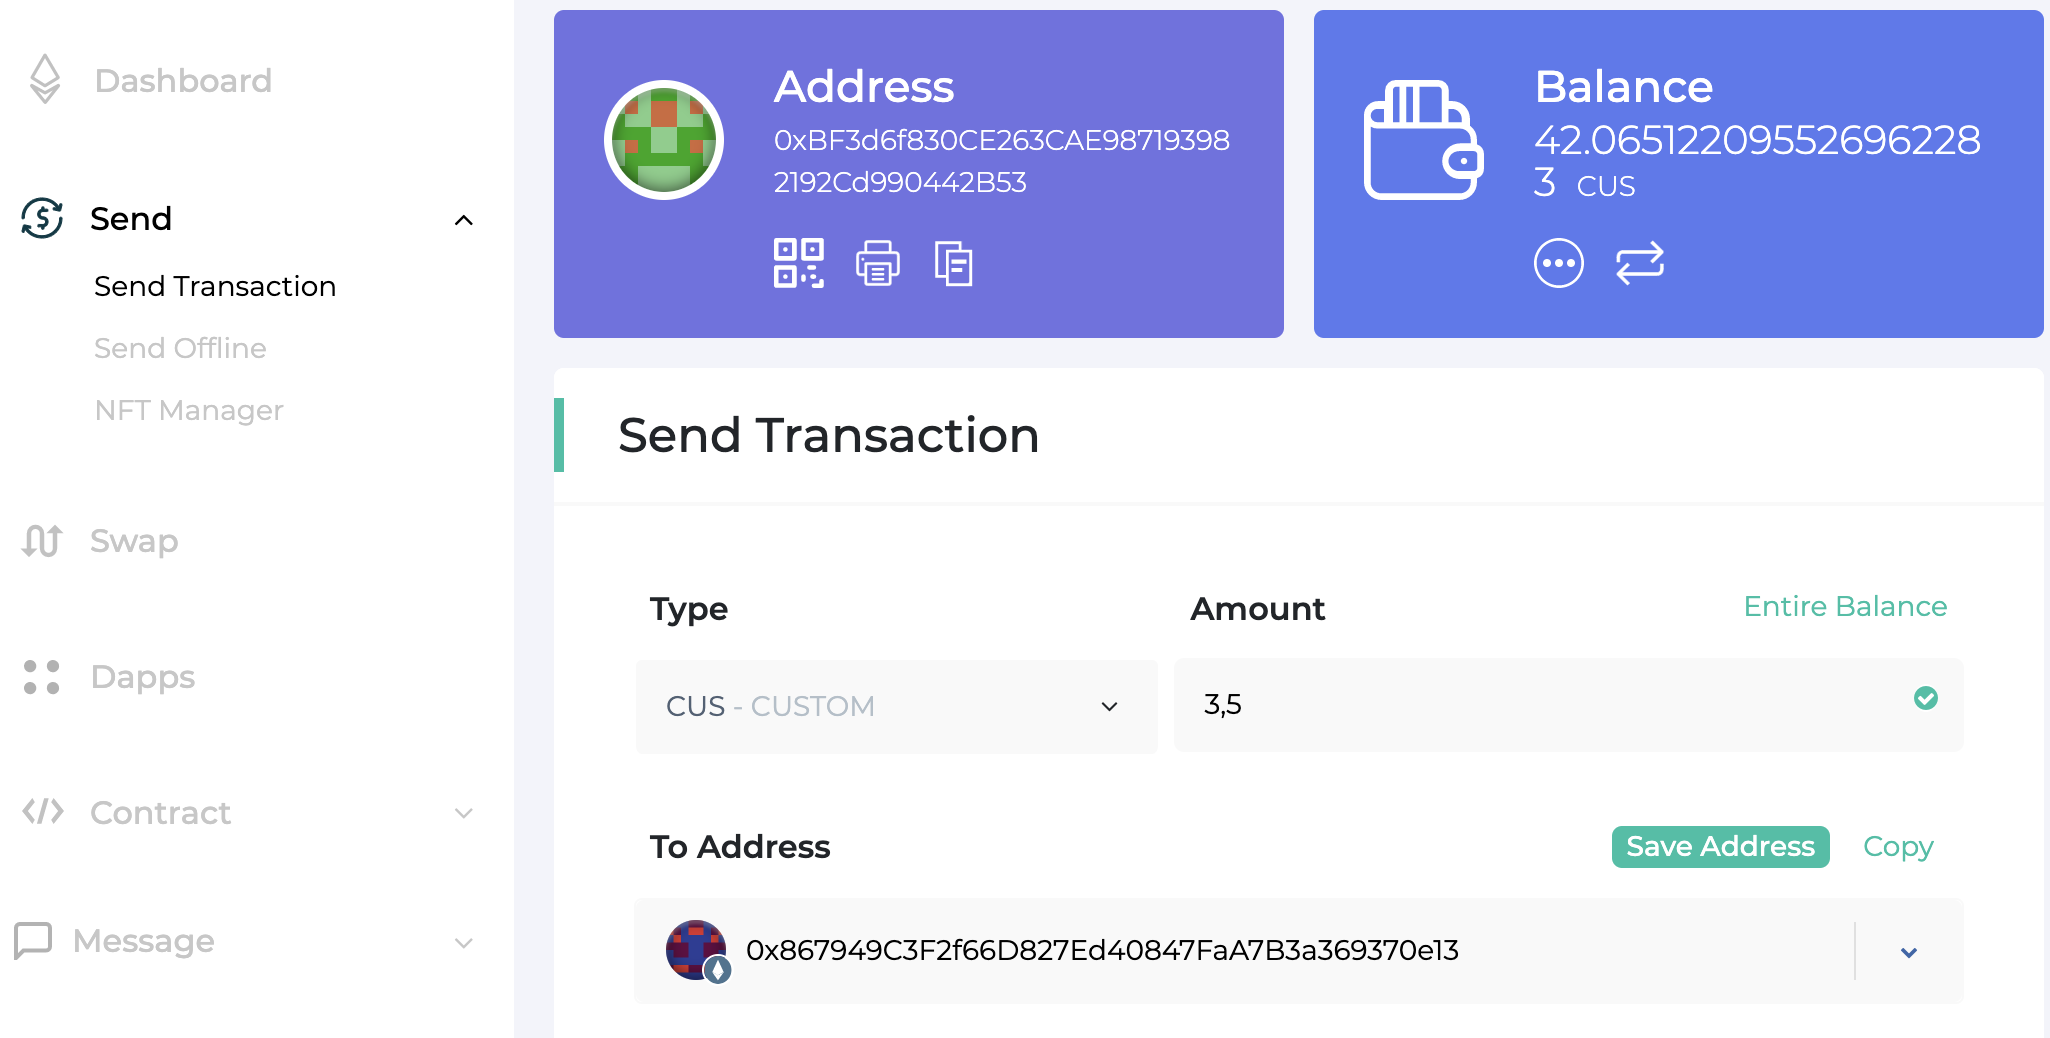 Dashboard
Send
Send Transaction
Send Offline
NFT Manager
Swap
Dapps
Contract
Message
Address
0xBF3d6f830CE263CAE98719398
2192Cd990442B53
Balance
42.06512209552696228
3 CUS
Send Transaction
Type
Amount
Entire Balance
CUS - CUSTOM
3,5
To Address
Save Address
Copy
0x867949C3F2f66D827Ed40847FaA7B3a369370e13